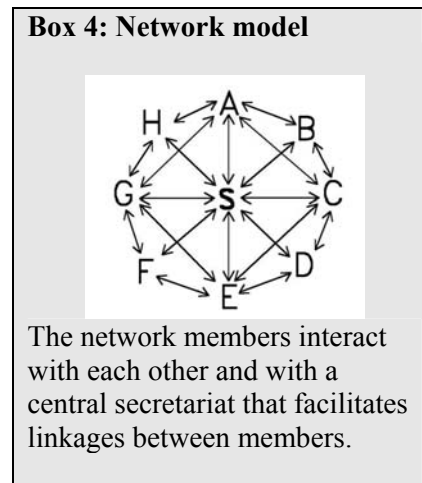 Box 4: Network model
A
H B
G S C
F D
E
The network members interact
with each other and with a
central secretariat that facilitates
linkages between members.